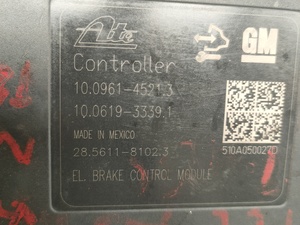 Ate
GM
Controller
10.0961-4521.3
10.0619-3339.1
MADE IN MEXICO
28.5611-8102.3
510A050027D
EL. BRAKE CONTROL MODULE